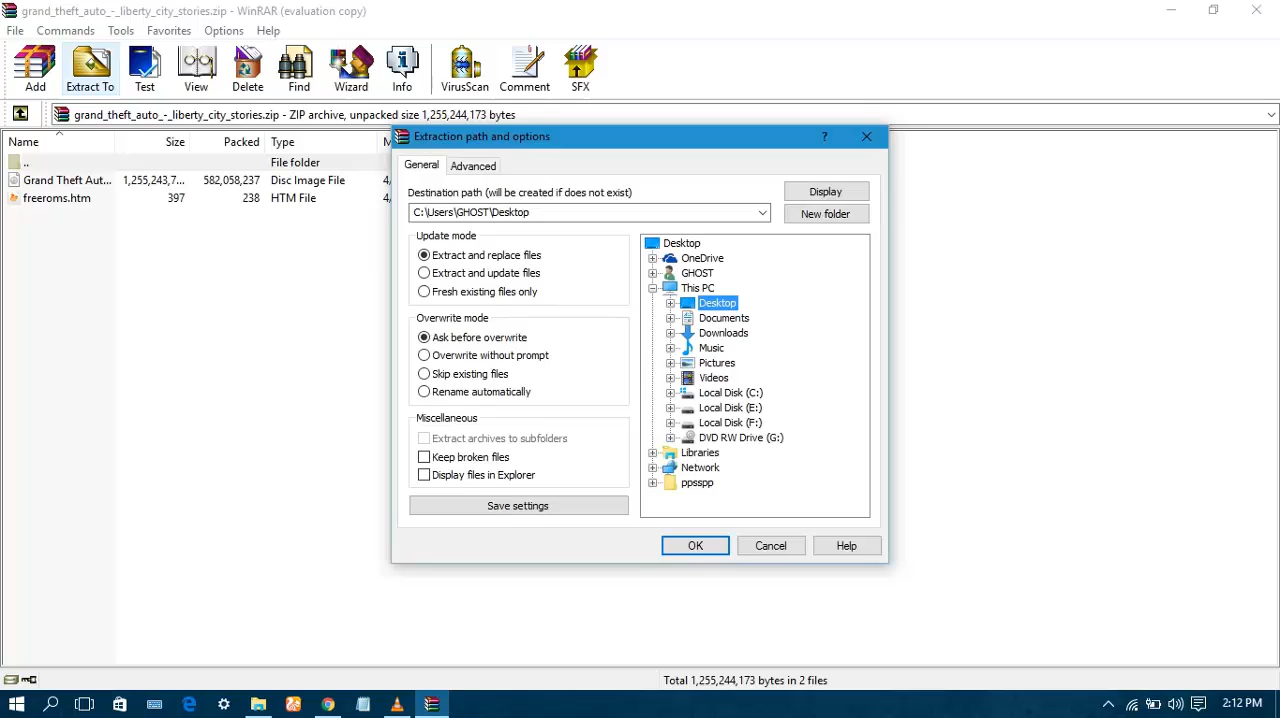 grand_theft_auto_-_liberty_city_stories.zip - WinRAR (evaluation copy)
File Commands Tools Favorites Options Help
Add Extract To Test View Delete Find Wizard Info VirusScan Comment SFX
grand_theft_auto_-_liberty_city_stories.zip - ZIP archive, unpacked size 1,255,244,173 bytes
Name Size Packed Type M
.. File folder
Grand Theft Aut... 1,255,243,7... 582,058,237 Disc Image File 4/
freeroms.htm 397 238 HTM File 4/
Extraction path and options
General Advanced
Destination path (will be created if does not exist)
C:\Users\GHOST\Desktop
Display
New folder
Update mode
Extract and replace files
Extract and update files
Fresh existing files only
Overwrite mode
Ask before overwrite
Overwrite without prompt
Skip existing files
Rename automatically
Miscellaneous
Extract archives to subfolders
Keep broken files
Display files in Explorer
Save settings
Desktop
OneDrive
GHOST
This PC
Desktop
Documents
Downloads
Music
Pictures
Videos
Local Disk (C:)
Local Disk (E:)
Local Disk (F:)
DVD RW Drive (G:)
Libraries
Network
ppsspp
OK Cancel Help
Total 1,255,244,173 bytes in 2 files
2:12 PM